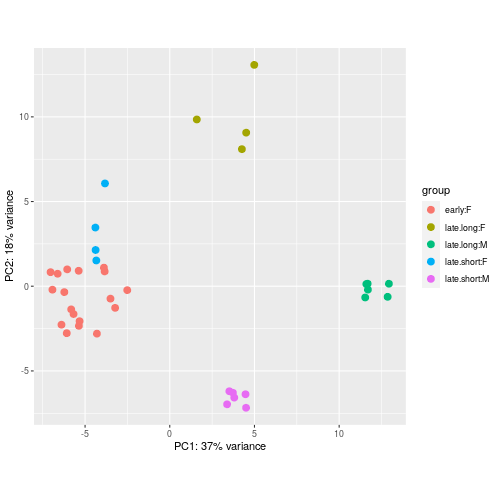 10
5
0
-5
PC2: 18% variance
-5
0
5
10
PC1: 37% variance
group
early:F
late.long:F
late.long:M
late.short:F
late.short:M